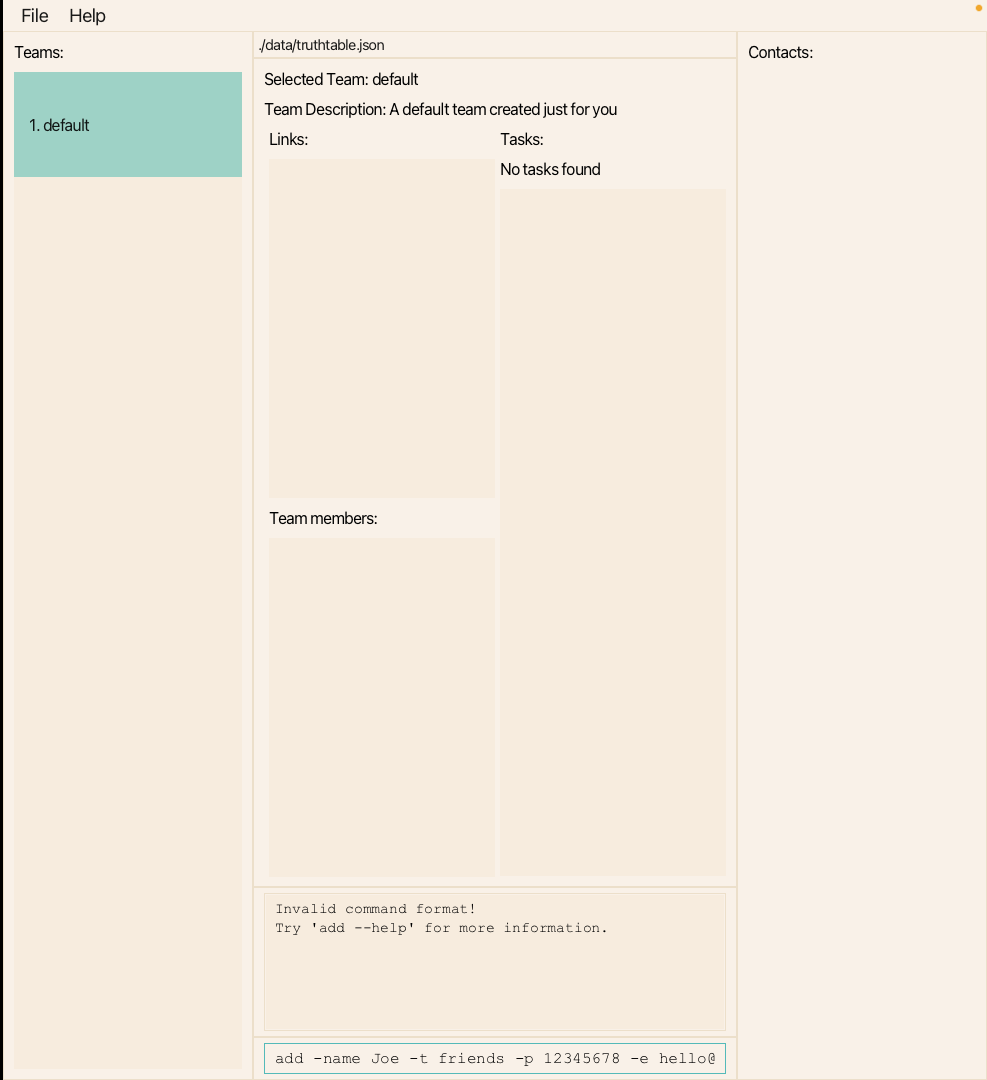 File Help
Teams:
1. default
./data/truthtable.json
Selected Team: default
Team Description: A default team created just for you
Links:
Tasks:
No tasks found
Team members:
Invalid command format!
Try 'add --help' for more information.
add -name Joe -t friends -p 12345678 -e hello@
Contacts: